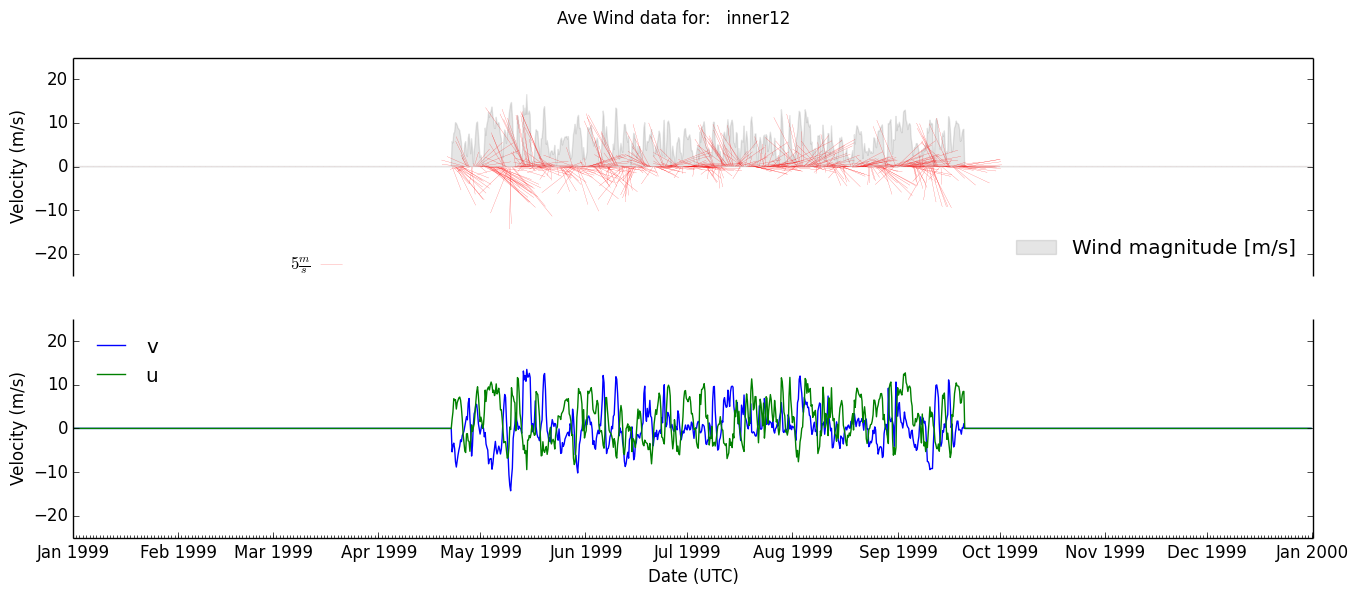 Ave Wind data for:   inner12
Velocity (m/s)
20
10
0
−10
−20
5 m/s
Wind magnitude [m/s]
Velocity (m/s)
20
10
0
−10
−20
v
u
Jan 1999 Feb 1999 Mar 1999 Apr 1999 May 1999 Jun 1999 Jul 1999 Aug 1999 Sep 1999 Oct 1999 Nov 1999 Dec 1999 Jan 2000
Date (UTC)